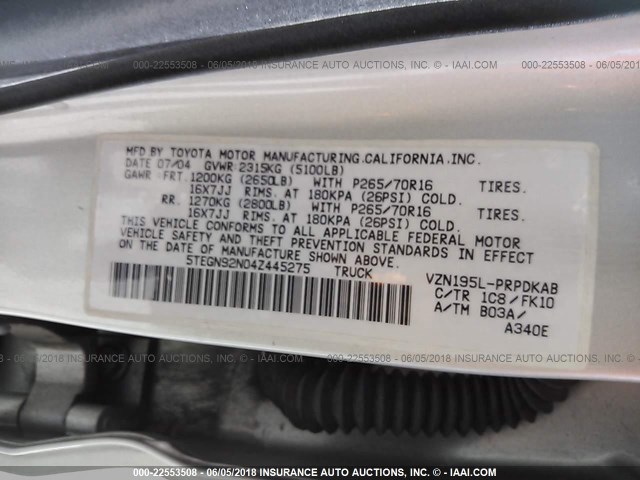 000-22553508 - 06/05/2018 INSURANCE AUTO AUCTIONS, INC. - IAAI.COM
MFD BY TOYOTA MOTOR MANUFACTURING,CALIFORNIA,INC.
DATE 07/04 GVWR 2315KG (5100LB)
GAWR FRT. 1200KG (2650LB) WITH P265/70R16 TIRES.
16X7JJ RIMS. AT 180KPA (26PSI) COLD.
RR. 1270KG (2800LB) WITH P265/70R16 TIRES.
16X7JJ RIMS. AT 180KPA (26PSI) COLD.
THIS VEHICLE CONFORMS TO ALL APPLICABLE FEDERAL MOTOR
VEHICLE SAFETY AND THEFT PREVENTION STANDARDS IN EFFECT
ON THE DATE OF MANUFACTURE SHOWN ABOVE.
5TEGN92N04Z445275 TRUCK
VZN195L-PRPDKAB
C/TR 1C8/FK10
A/TM B03A/
A340E
000-22553508 - 06/05/2018 INSURANCE AUTO AUCTIONS, INC. - IAAI.COM
000-22553508 - 06/05/2018 INSURANCE AUTO AUCTIONS, INC. - IAAI.COM